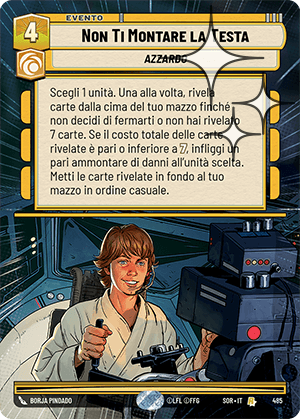 EVENTO
4
Non Ti Montare la Testa
AZZARDO
Scegli 1 unità. Una alla volta, rivela
carte dalla cima del tuo mazzo finché
non decidi di fermarti o non hai rivelato
7 carte. Se il costo totale delle carte
rivelate è pari o inferiore a 7, infliggi un
pari ammontare di danni all'unità scelta.
Metti le carte rivelate in fondo al tuo
mazzo in ordine casuale.
BORJA PINDADO
©LFL ©FFG
SOR•IT
485